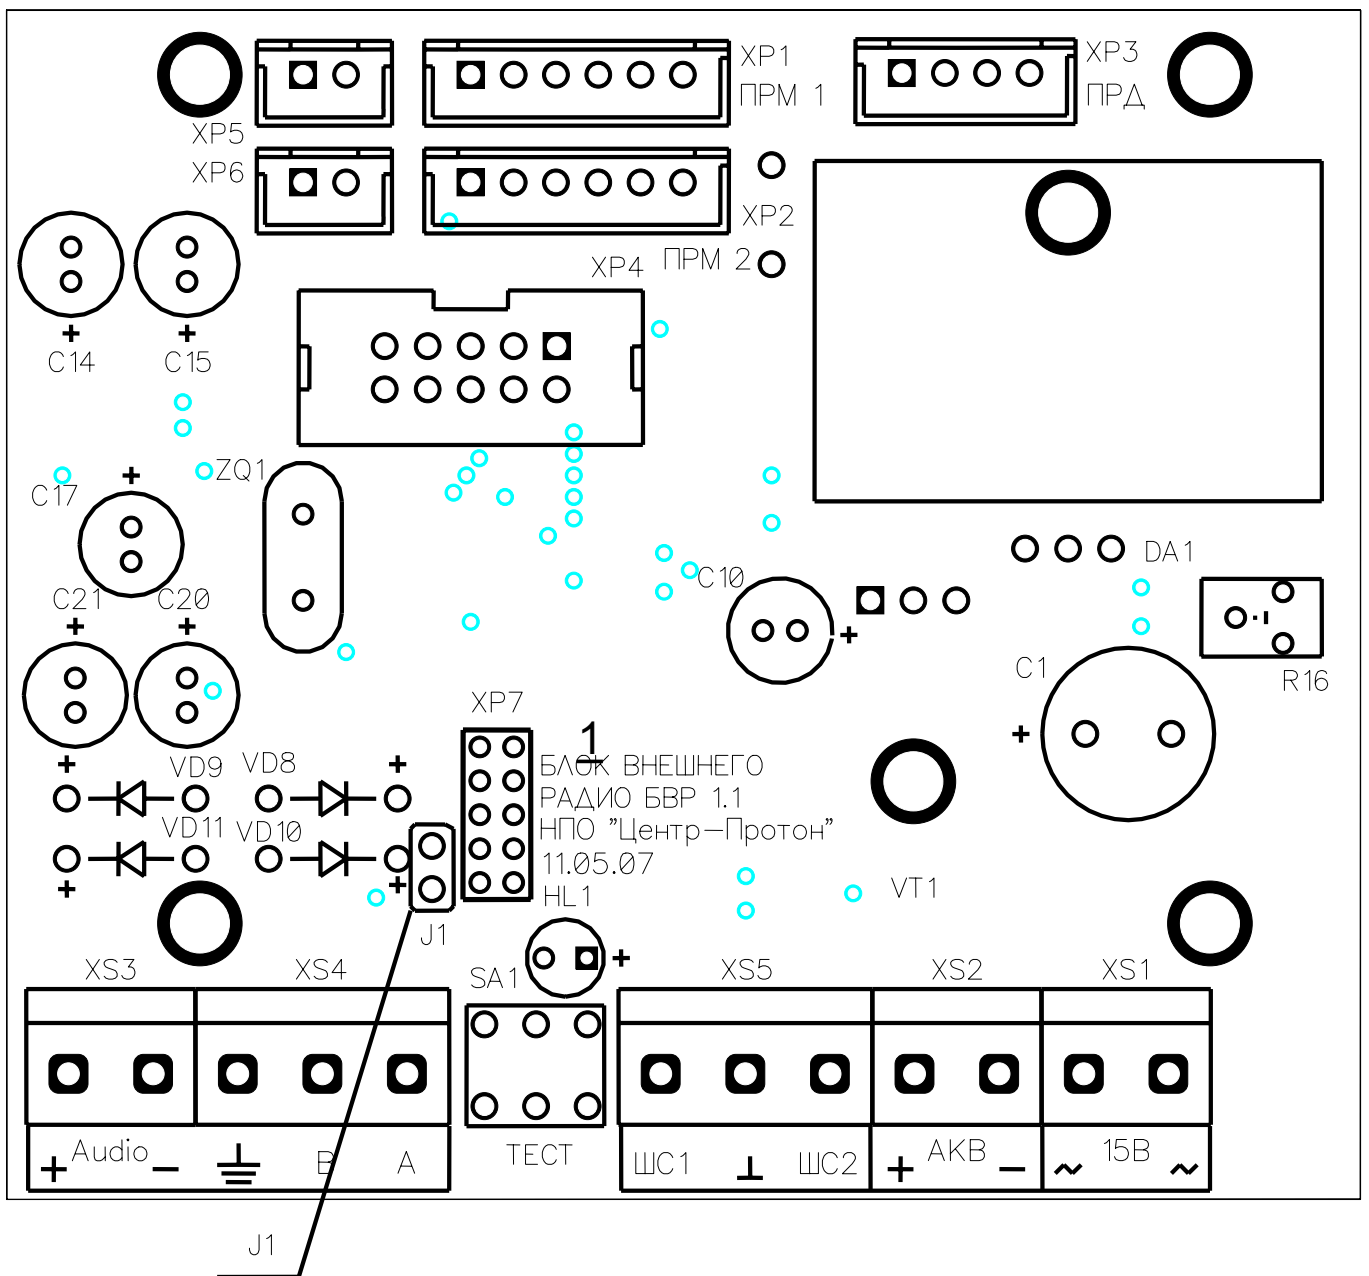 XP1
XP3
ПРМ 1
ПРД
XP5
XP6
XP2
ПРМ 2
XP4
+ +
C14 C15
ZQ1
+
C17
DA1
C10
C21 C20
+ +
+
C1
R16
XP7
+
1
+ VD9 VD8 +
БЛОК ВНЕШНЕГО
РАДИО БВР 1.1
VD11 VD10
НПО "Центр-Протон"
11.05.07
+ +
HL1
VT1
J1
+
XS3 XS4 SA1 XS5 XS2 XS1
+ Audio − B A ТЕСТ ШС1 ⊥ ШС2 + АКВ − ~ 15В ~
J1